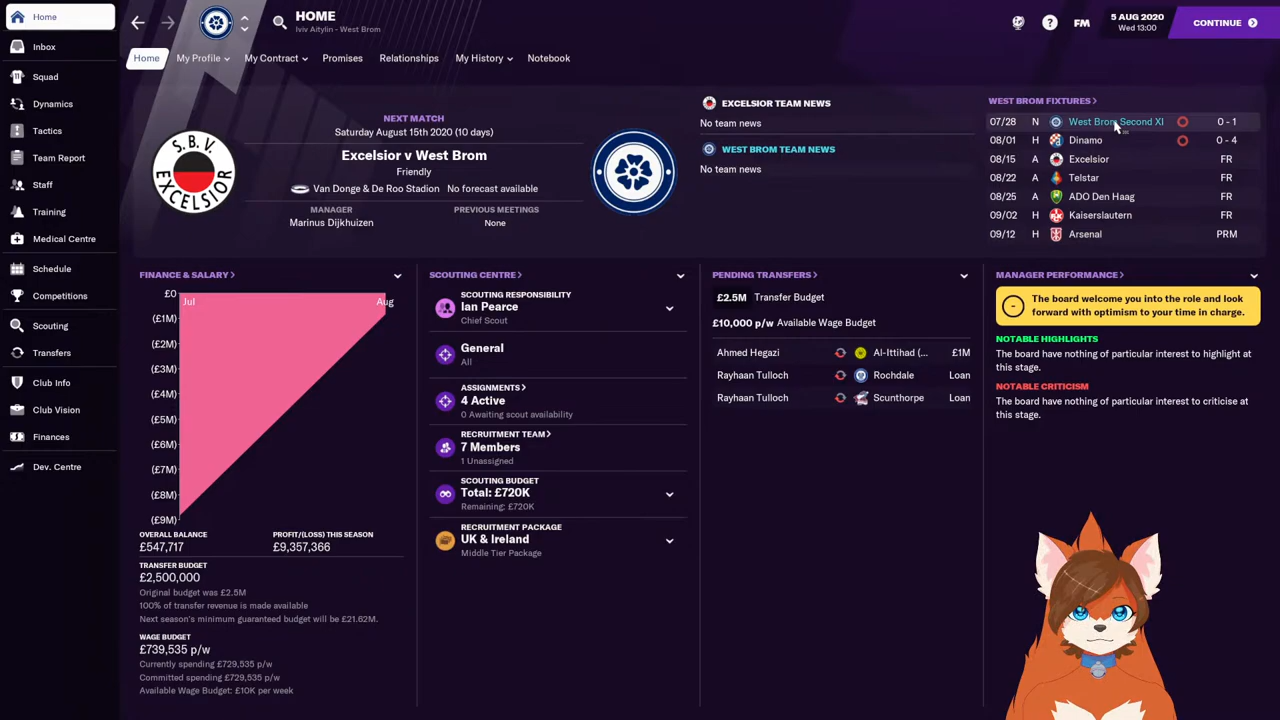 Home
Inbox
Squad
Dynamics
Tactics
Team Report
Staff
Training
Medical Centre
Schedule
Competitions
Scouting
Transfers
Club Info
Club Vision
Finances
Dev. Centre
HOME
Iviv Aitylin - West Brom
FM
5 AUG 2020
Wed 13:00
CONTINUE
Home
My Profile
My Contract
Promises
Relationships
My History
Notebook
S.B.V.
EXCELSIOR
NEXT MATCH
Saturday August 15th 2020 (10 days)
Excelsior v West Brom
Friendly
Van Donge & De Roo Stadion No forecast available
MANAGER
Marinus Dijkhuizen
PREVIOUS MEETINGS
None
EXCELSIOR TEAM NEWS
No team news
WEST BROM TEAM NEWS
No team news
WEST BROM FIXTURES
07/28 N West Brom Second XI 0 - 1
08/01 H Dinamo 0 - 4
08/15 A Excelsior FR
08/22 A Telstar FR
08/25 A ADO Den Haag FR
09/02 H Kaiserslautern FR
09/12 H Arsenal PRM
FINANCE & SALARY
£0
(£1M)
(£2M)
(£3M)
(£4M)
(£5M)
(£6M)
(£7M)
(£8M)
(£9M)
Jul
Aug
OVERALL BALANCE
£547,717
PROFIT/(LOSS) THIS SEASON
£9,357,366
TRANSFER BUDGET
£2,500,000
Original budget was £2.5M
100% of transfer revenue is made available
Next season's minimum guaranteed budget will be £21.62M.
WAGE BUDGET
£739,535 p/w
Currently spending £729,535 p/w
Committed spending £729,535 p/w
Available Wage Budget: £10K per week
SCOUTING CENTRE
SCOUTING RESPONSIBILITY
Ian Pearce
Chief Scout
General
All
ASSIGNMENTS
4 Active
0 Awaiting scout availability
RECRUITMENT TEAM
7 Members
1 Unassigned
SCOUTING BUDGET
Total: £720K
Remaining: £720K
RECRUITMENT PACKAGE
UK & Ireland
Middle Tier Package
PENDING TRANSFERS
£2.5M Transfer Budget
£10,000 p/w Available Wage Budget
Ahmed Hegazi Al-Ittihad (... £1M
Rayhaan Tulloch Rochdale Loan
Rayhaan Tulloch Scunthorpe Loan
MANAGER PERFORMANCE
The board welcome you into the role and look
forward with optimism to your time in charge.
NOTABLE HIGHLIGHTS
The board have nothing of particular interest to highlight at
this stage.
NOTABLE CRITICISM
The board have nothing of particular interest to criticise at
this stage.